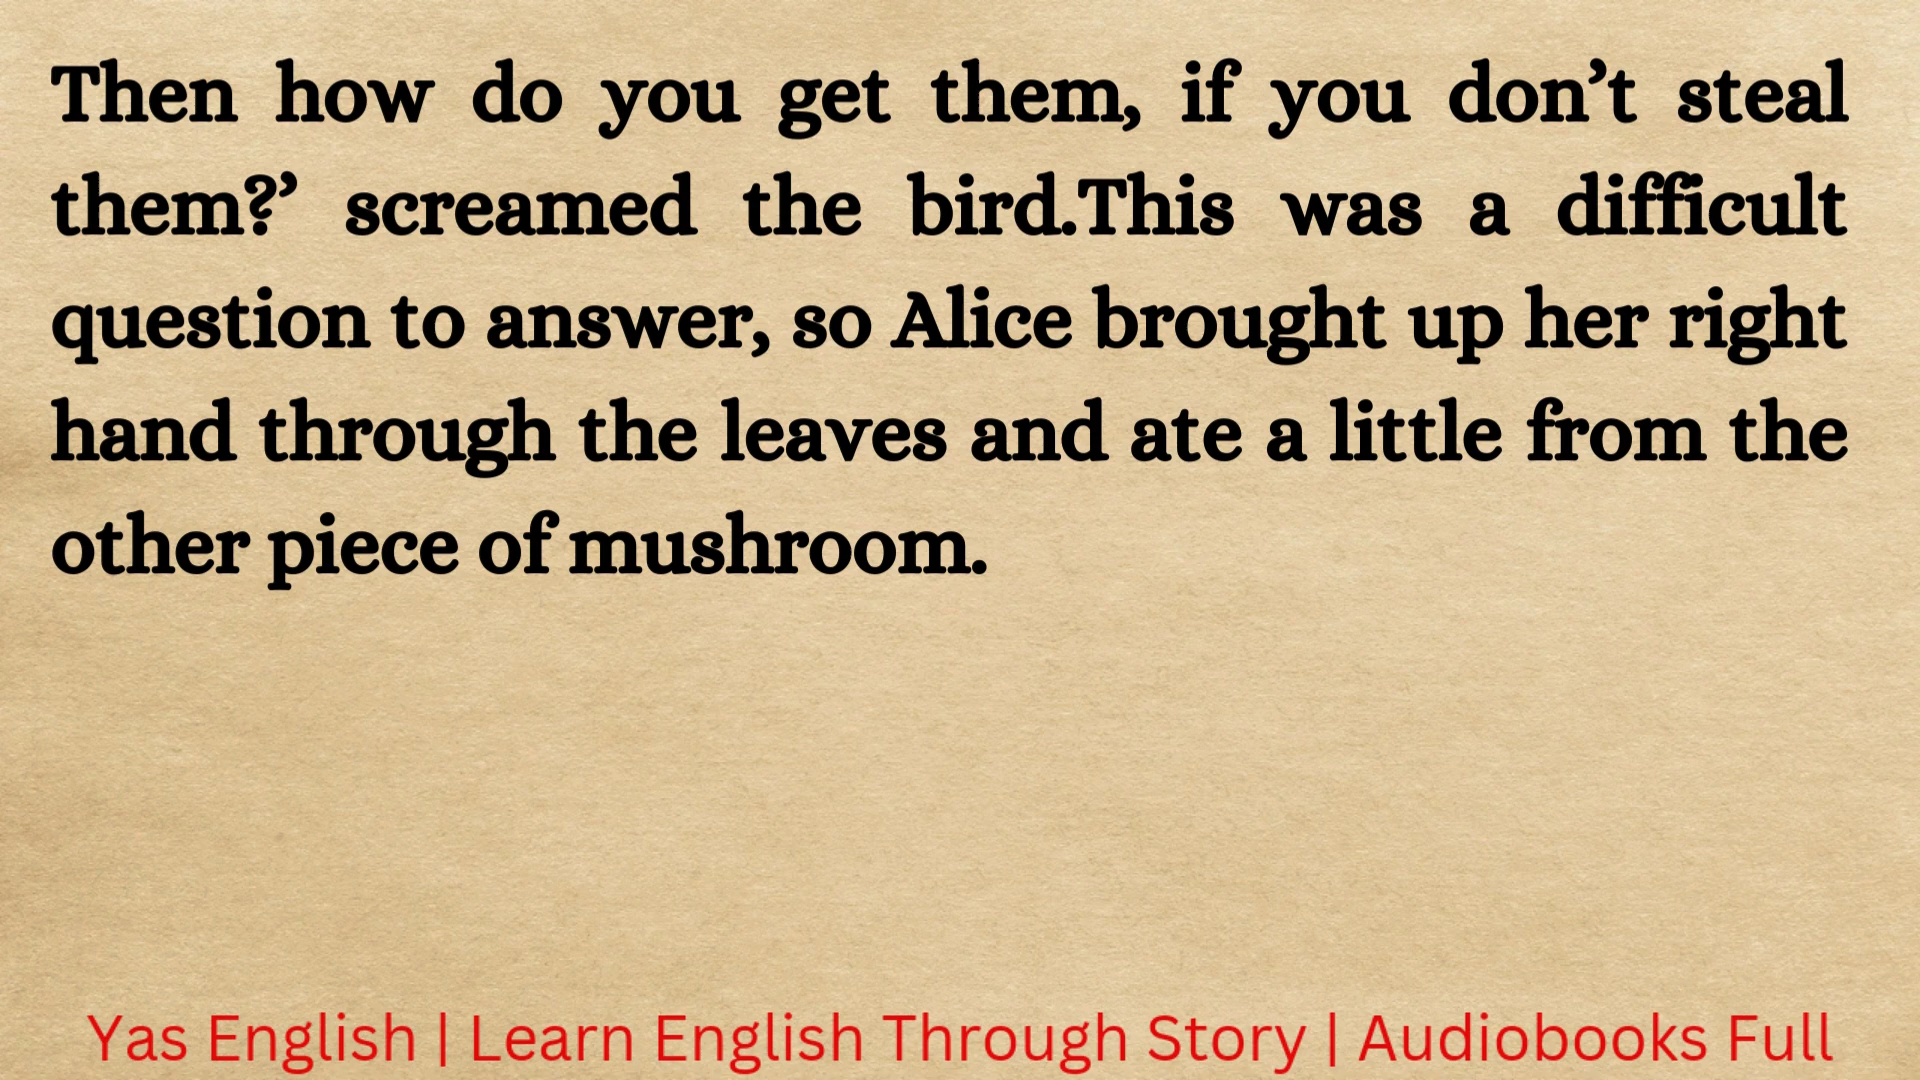 Then how do you get them, if you don’t steal
them?’ screamed the bird.This was a difficult
question to answer, so Alice brought up her right
hand through the leaves and ate a little from the
other piece of mushroom.
Yas English | Learn English Through Story | Audiobooks Full